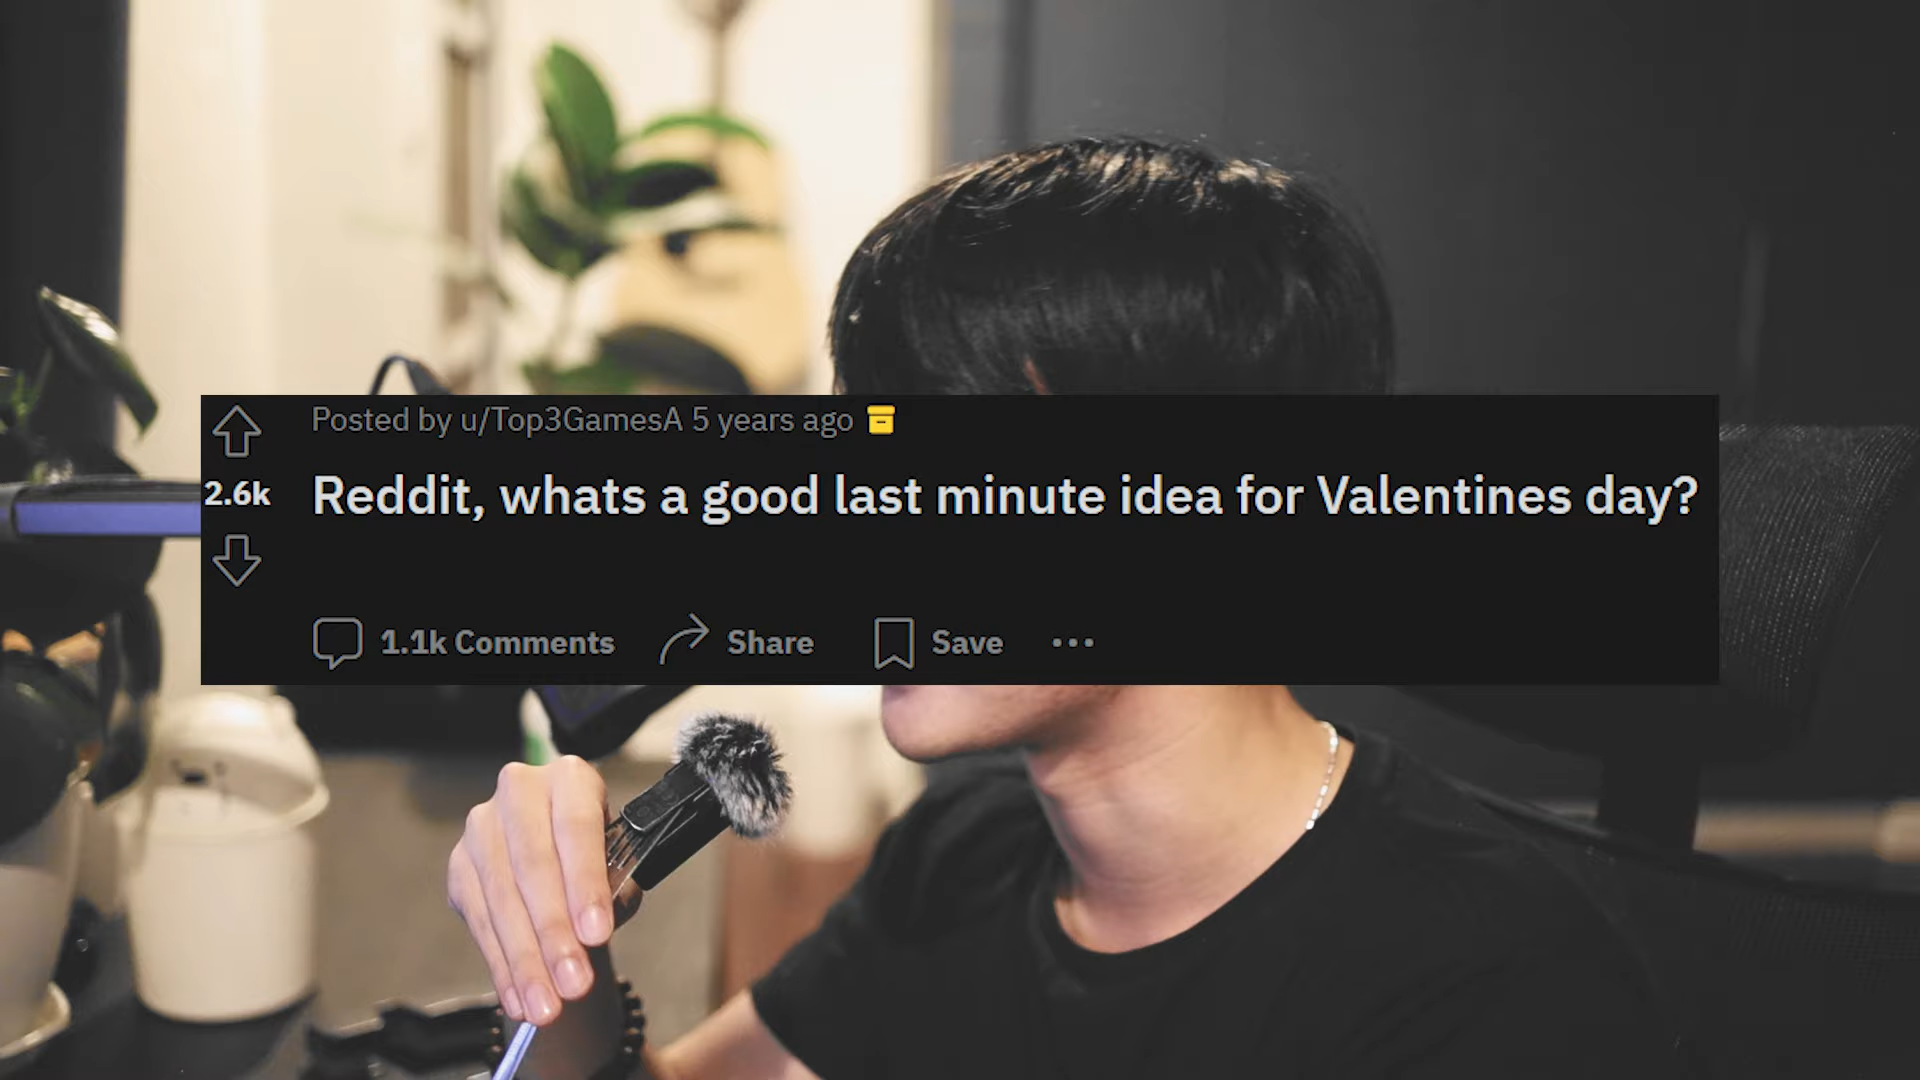 Posted by u/Top3GamesA 5 years ago
2.6k
Reddit, whats a good last minute idea for Valentines day?
1.1k Comments Share Save ...